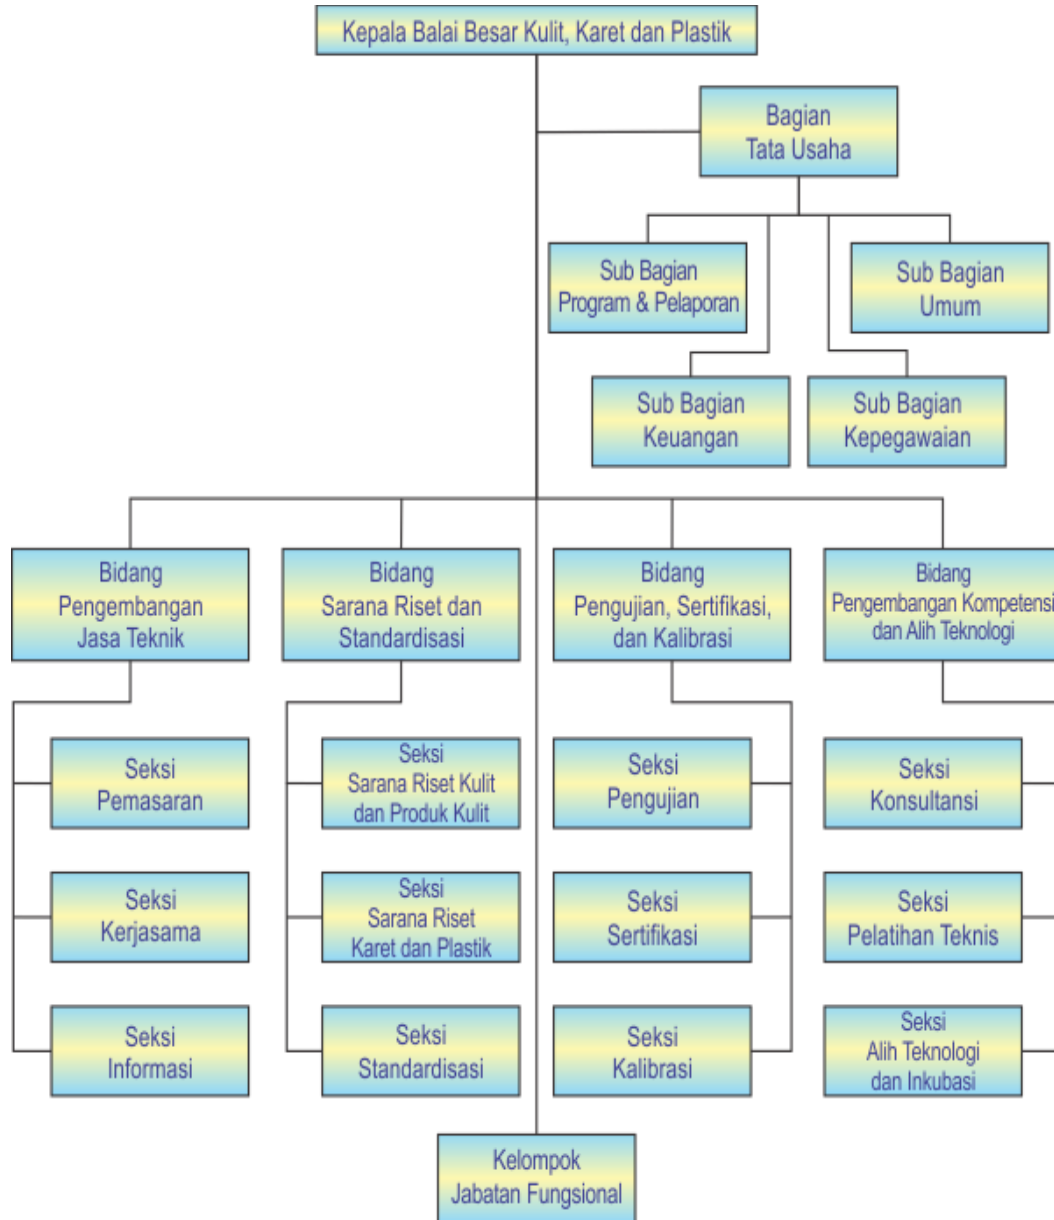 Kepala Balai Besar Kulit, Karet dan Plastik
Bagian
Tata Usaha
Sub Bagian
Program & Pelaporan
Sub Bagian
Umum
Sub Bagian
Keuangan
Sub Bagian
Kepegawaian
Bidang
Pengembangan
Jasa Teknik
Bidang
Sarana Riset dan
Standardisasi
Bidang
Pengujian, Sertifikasi,
dan Kalibrasi
Bidang
Pengembangan Kompetensi
dan Alih Teknologi
Seksi
Pemasaran
Seksi
Sarana Riset Kulit
dan Produk Kulit
Seksi
Pengujian
Seksi
Konsultansi
Seksi
Kerjasama
Seksi
Sarana Riset
Karet dan Plastik
Seksi
Sertifikasi
Seksi
Pelatihan Teknis
Seksi
Informasi
Seksi
Standardisasi
Seksi
Kalibrasi
Seksi
Alih Teknologi
dan Inkubasi
Kelompok
Jabatan Fungsional